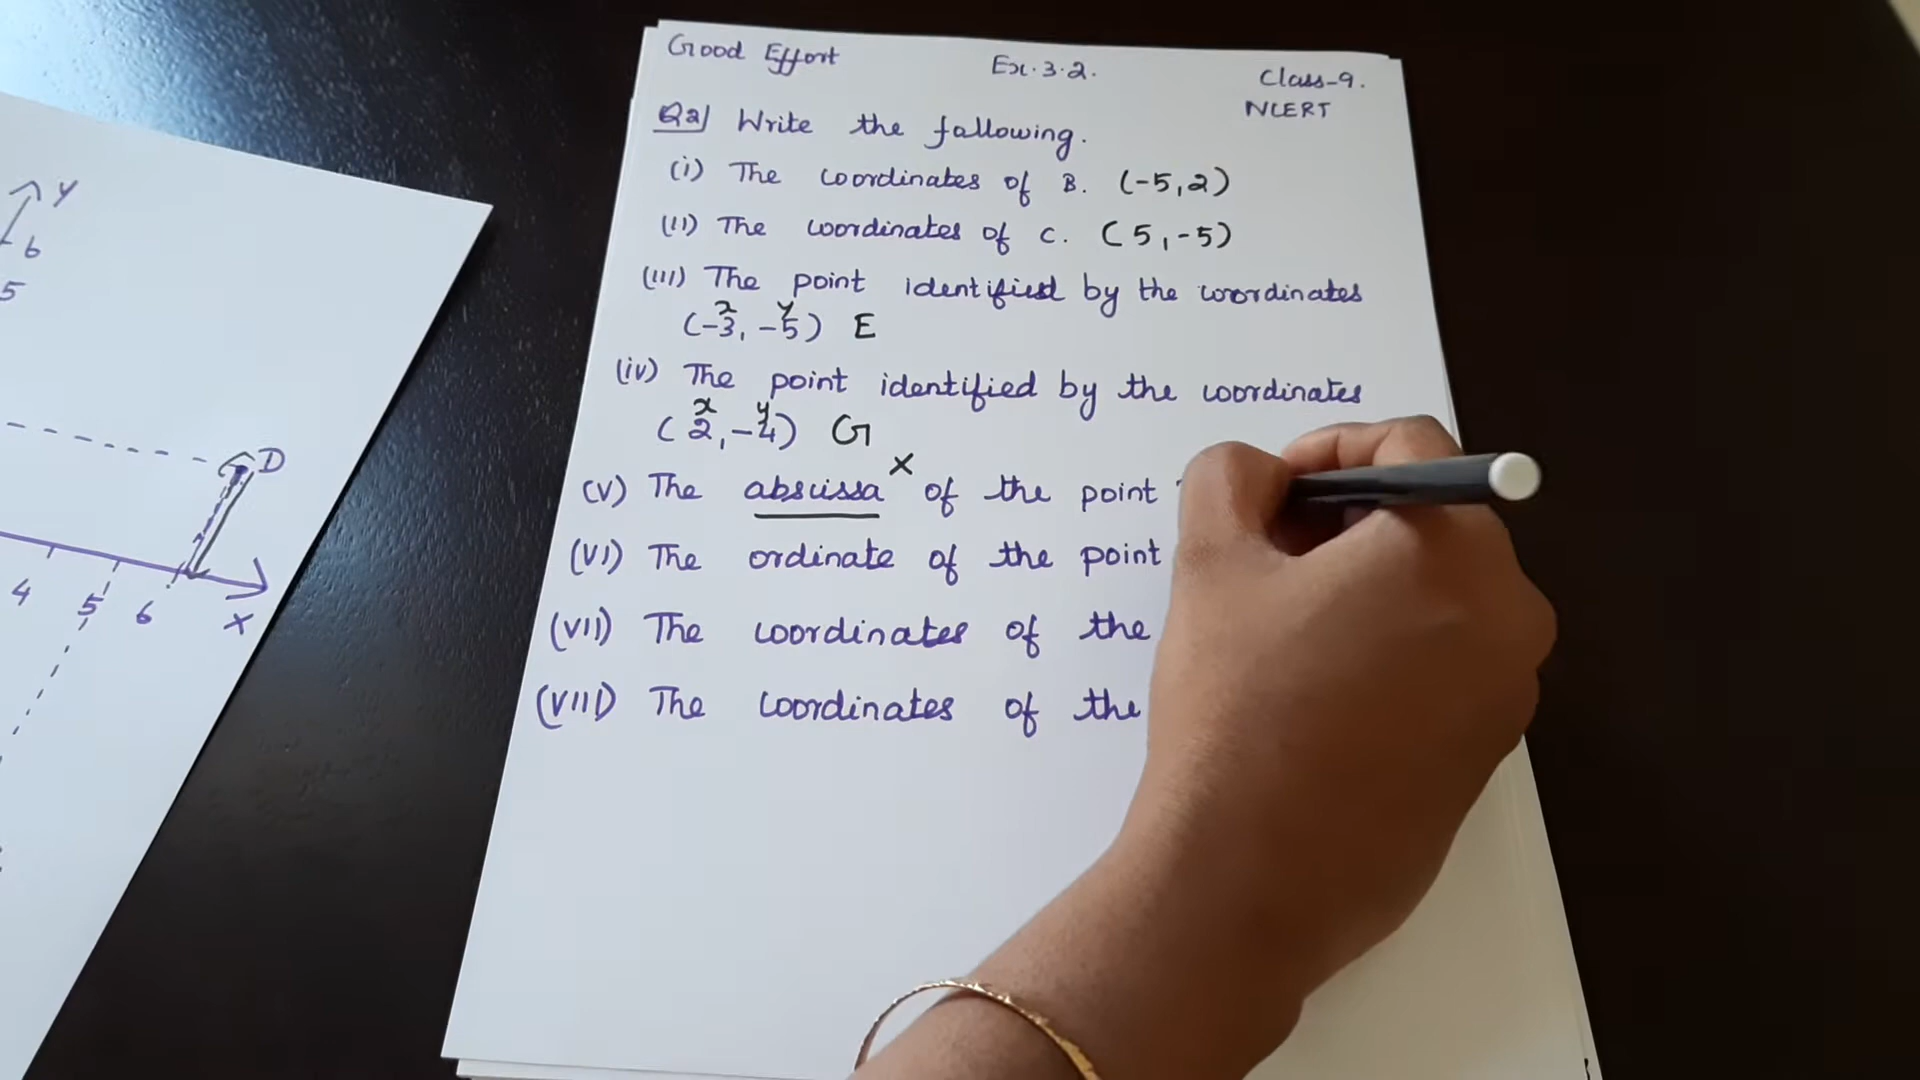 Good Effort
Ex.3.2.
Class-9.
NCERT
Q2) Write the following.
(i) The coordinates of B. (-5,2)
(ii) The coordinates of C. (5,-5)
(iii) The point identified by the coordinates
x y
(-3, -5) E
(iv) The point identified by the coordinates
x y
(2,-4) G
x
(v) The abscissa of the point
(vi) The ordinate of the point
(vii) The coordinates of the
(viii) The coordinates of the
Y
6
5
D
4 5 6 X